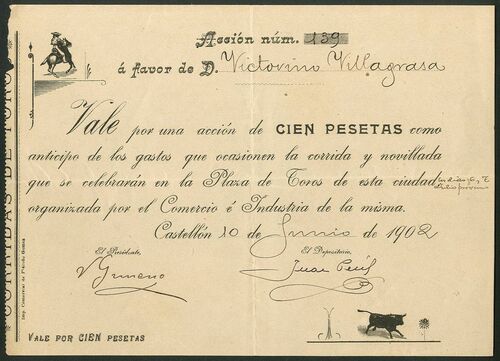 Acción núm. 139
á favor de D. Victorino Villagrasa
Vale por una acción de CIEN PESETAS como
anticipo de los gastos que ocasionen la corrida y novillada
que se celebrarán en la Plaza de Toros de esta ciudad
organizada por el Comercio é Industria de la misma.
Castellón 10 de Junio de 1902
El Presidente,
El Depositario,
V Gimeno
Juan
VALE POR CIEN PESETAS
CORRIDAS DE TORO